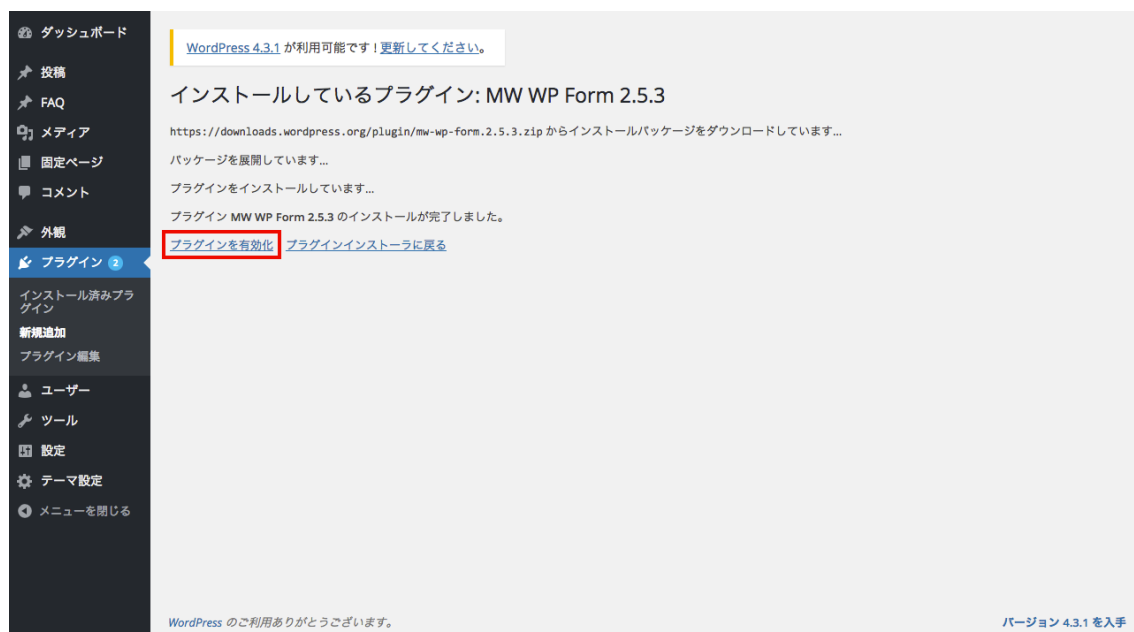 ダッシュボード
投稿
FAQ
メディア
固定ページ
コメント
外観
プラグイン 2
インストール済みプラ
グイン
新規追加
プラグイン編集
ユーザー
ツール
設定
テーマ設定
メニューを閉じる
WordPress 4.3.1 が利用可能です ! 更新してください。
インストールしているプラグイン: MW WP Form 2.5.3
https://downloads.wordpress.org/plugin/mw-wp-form.2.5.3.zip からインストールパッケージをダウンロードしています…
パッケージを展開しています…
プラグインをインストールしています…
プラグイン MW WP Form 2.5.3 のインストールが完了しました。
プラグインを有効化 プラグインインストーラに戻る
WordPress のご利用ありがとうございます。
バージョン 4.3.1 を入手